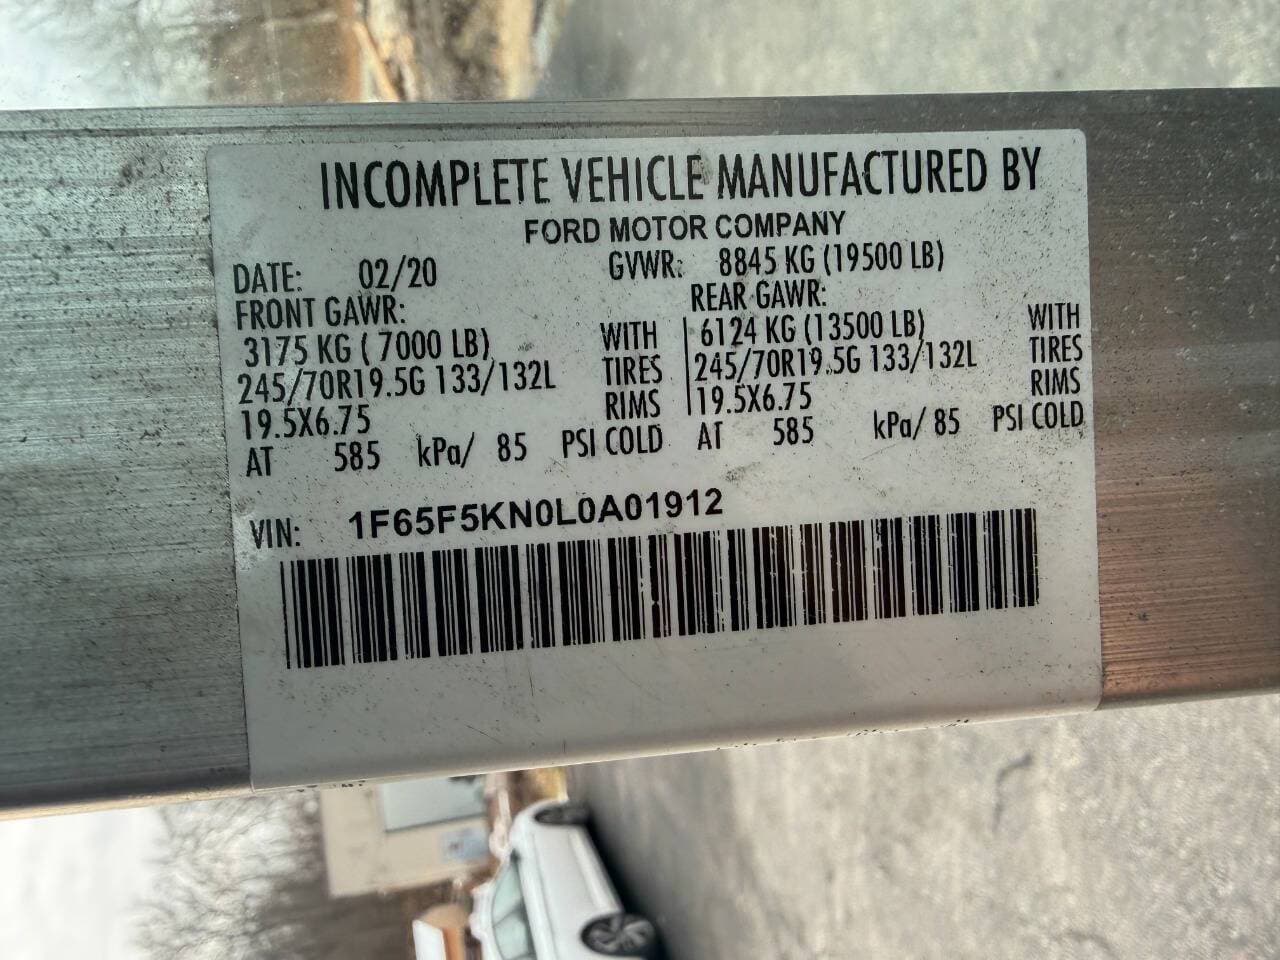 INCOMPLETE VEHICLE MANUFACTURED BY
FORD MOTOR COMPANY
DATE: 02/20 GVWR: 8845 KG (19500 LB)
FRONT GAWR: REAR GAWR:
3175 KG ( 7000 LB) WITH 6124 KG (13500 LB) WITH
245/70R19.5G 133/132L TIRES 245/70R19.5G 133/132L TIRES
19.5X6.75 RIMS 19.5X6.75 RIMS
AT 585 kPa/ 85 PSI COLD AT 585 kPa/ 85 PSI COLD
VIN: 1F65F5KN0L0A01912